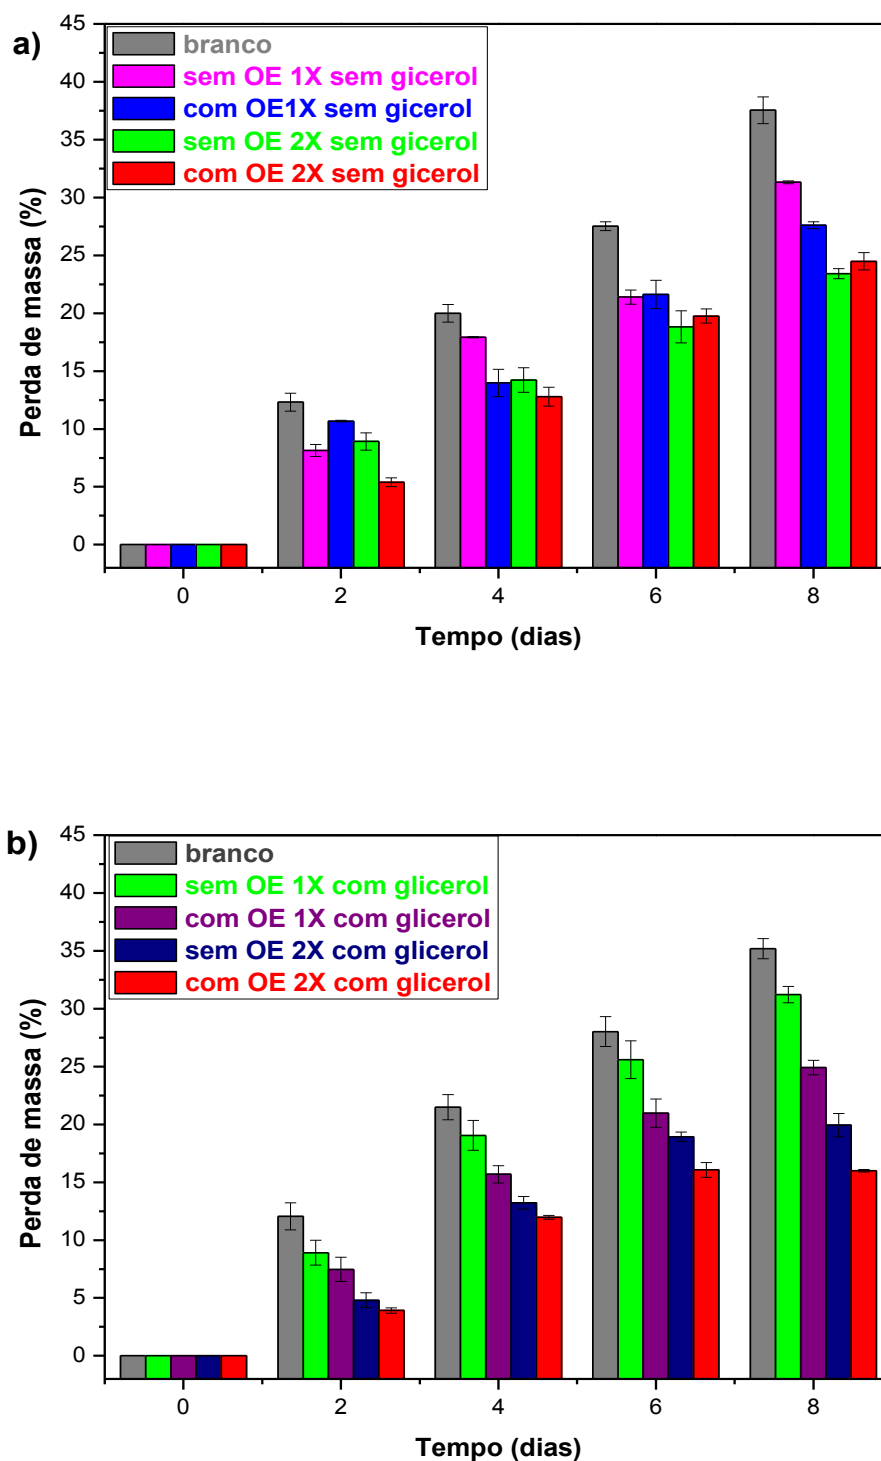 a)
branco
sem OE 1X sem gicerol
com OE1X sem gicerol
sem OE 2X sem gicerol
com OE 2X sem gicerol
45
40
35
30
25
20
15
10
5
0
Perda de massa (%)
0 2 4 6 8
Tempo (dias)
b)
branco
sem OE 1X com glicerol
com OE 1X com glicerol
sem OE 2X com glicerol
com OE 2X com glicerol
45
40
35
30
25
20
15
10
5
0
Perda de massa (%)
0 2 4 6 8
Tempo (dias)